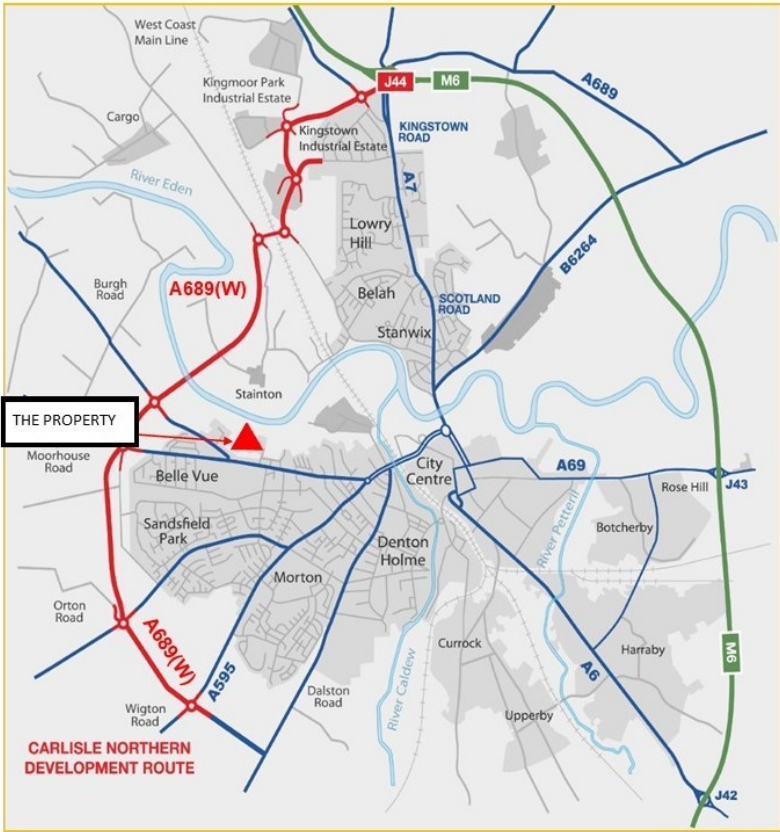 West Coast
Main Line
J44
M6
A689
Kingmoor Park
Industrial Estate
Cargo
Kingstown
Industrial Estate
KINGSTOWN
ROAD
River Eden
A7
Lowry
Hill
B6264
Burgh
Road
A689(W)
Belah
SCOTLAND
ROAD
Stanwix
Stainton
THE PROPERTY
Moorhouse
Road
Belle Vue
City
Centre
A69
Rose Hill
J43
Sandsfield
Park
Denton
Holme
River Petteril
Botcherby
Morton
Orton
Road
A689(W)
Currock
Harraby
A6
M6
A595
Dalston
Road
River Caldew
Wigton
Road
Upperby
CARLISLE NORTHERN
DEVELOPMENT ROUTE
J42